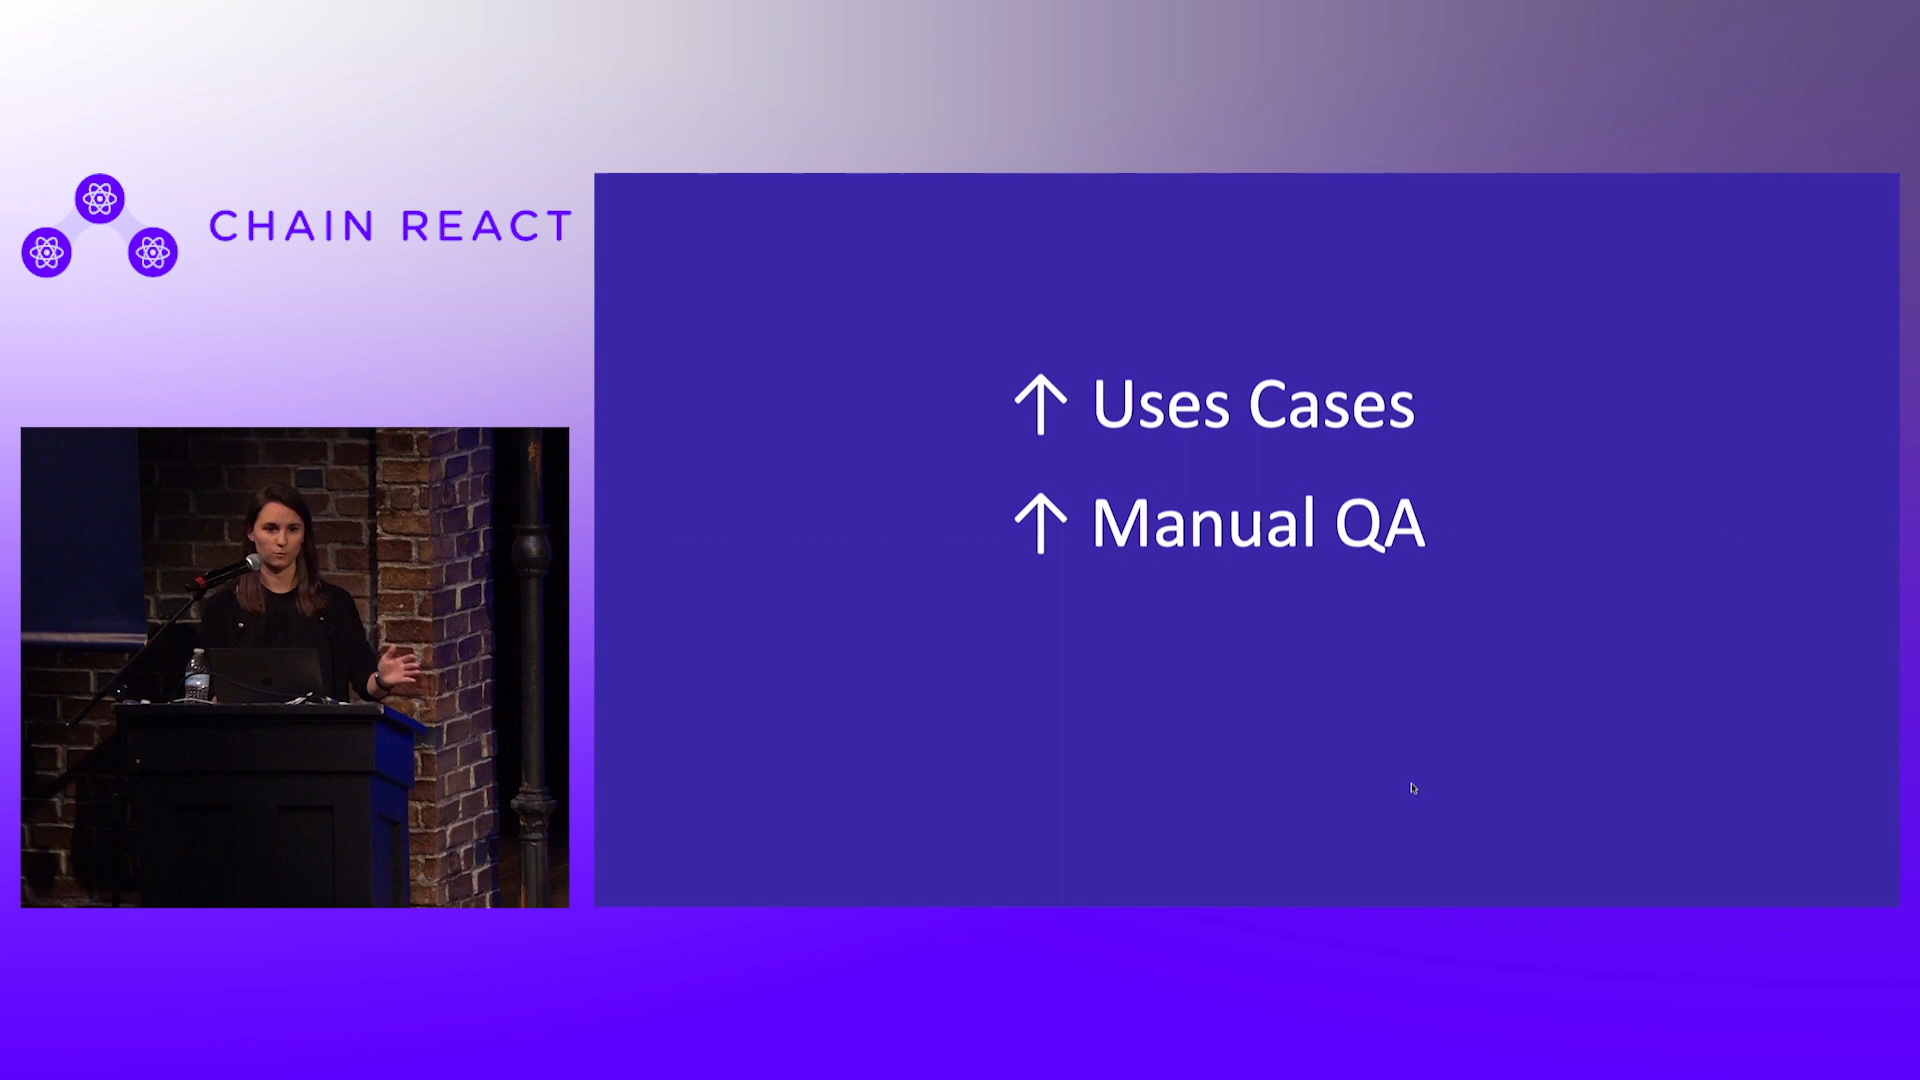 CHAIN REACT
↑ Uses Cases
↑ Manual QA